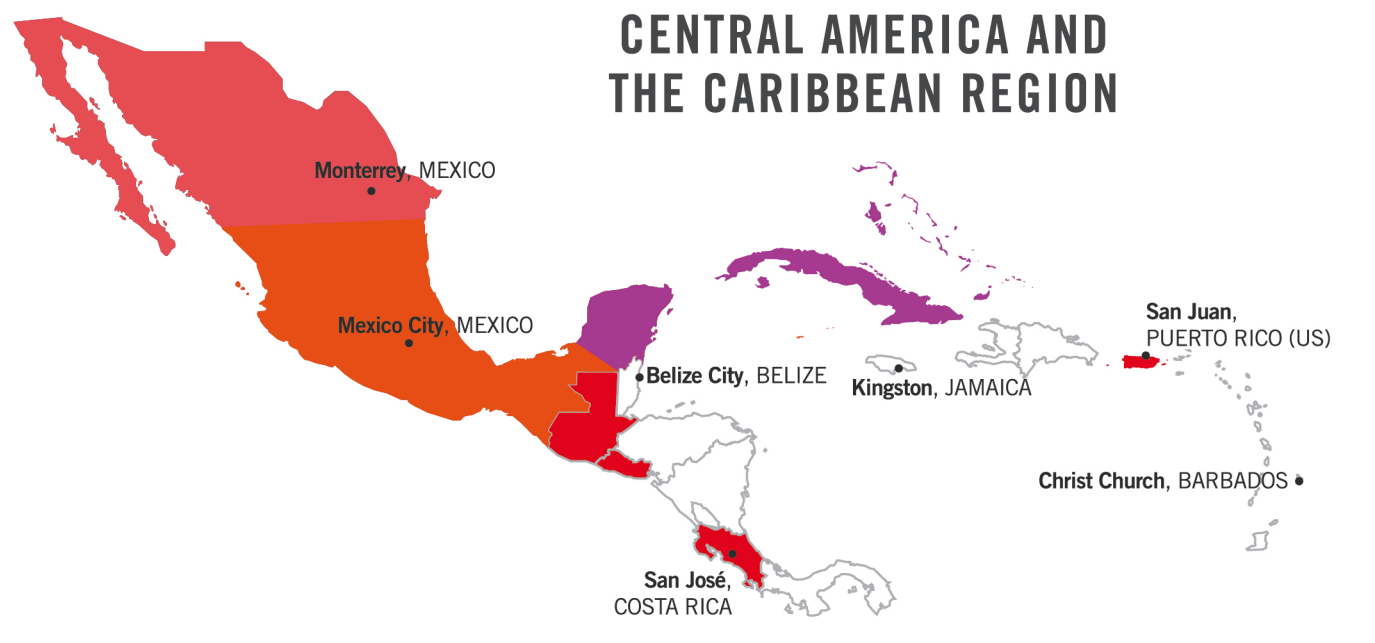 CENTRAL AMERICA AND
THE CARIBBEAN REGION
Monterrey, MEXICO
Mexico City, MEXICO
San Juan,
PUERTO RICO (US)
Belize City, BELIZE
Kingston, JAMAICA
Christ Church, BARBADOS
San José,
COSTA RICA